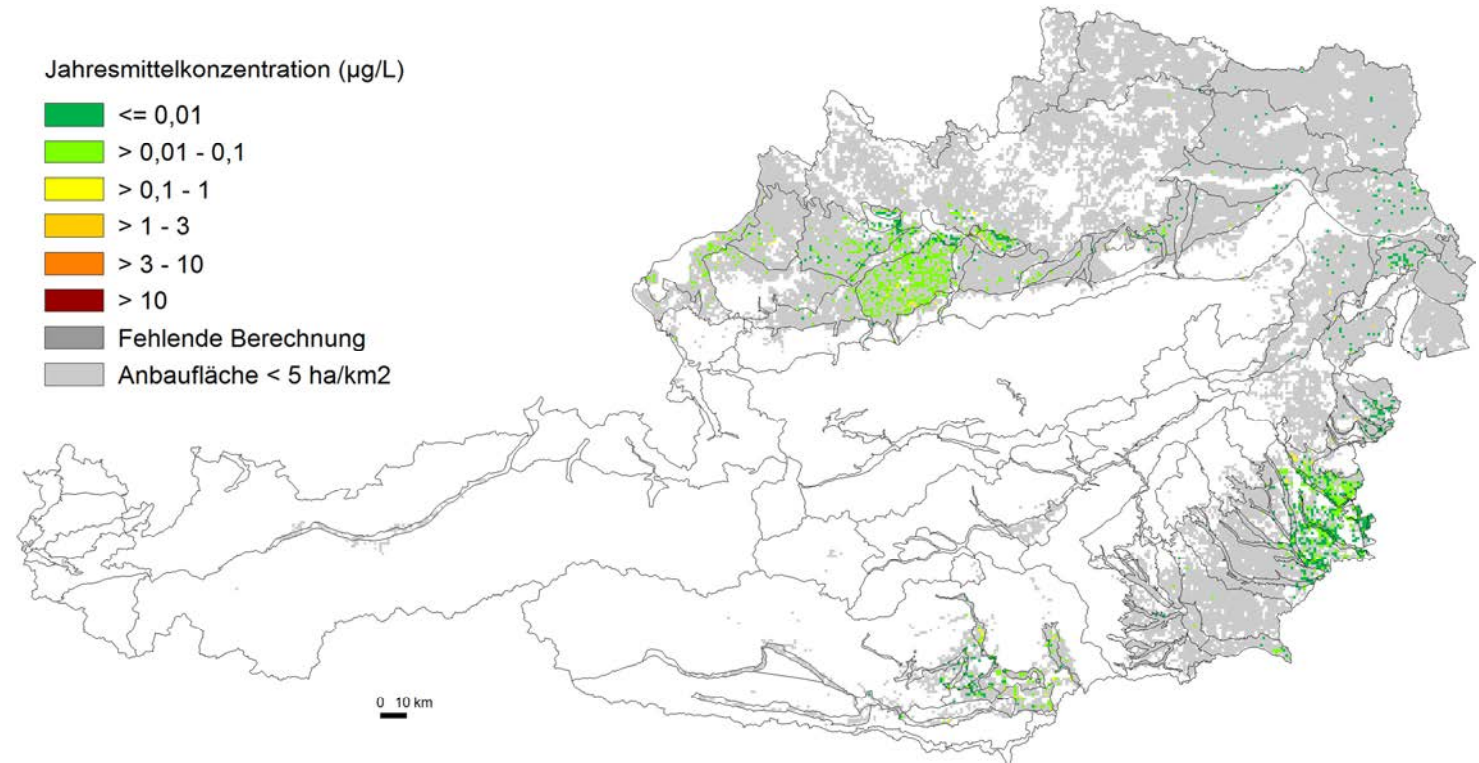 Jahresmittelkonzentration (µg/L)
<= 0,01
> 0,01 - 0,1
> 0,1 - 1
> 1 - 3
> 3 - 10
> 10
Fehlende Berechnung
Anbaufläche < 5 ha/km2
0 10 km